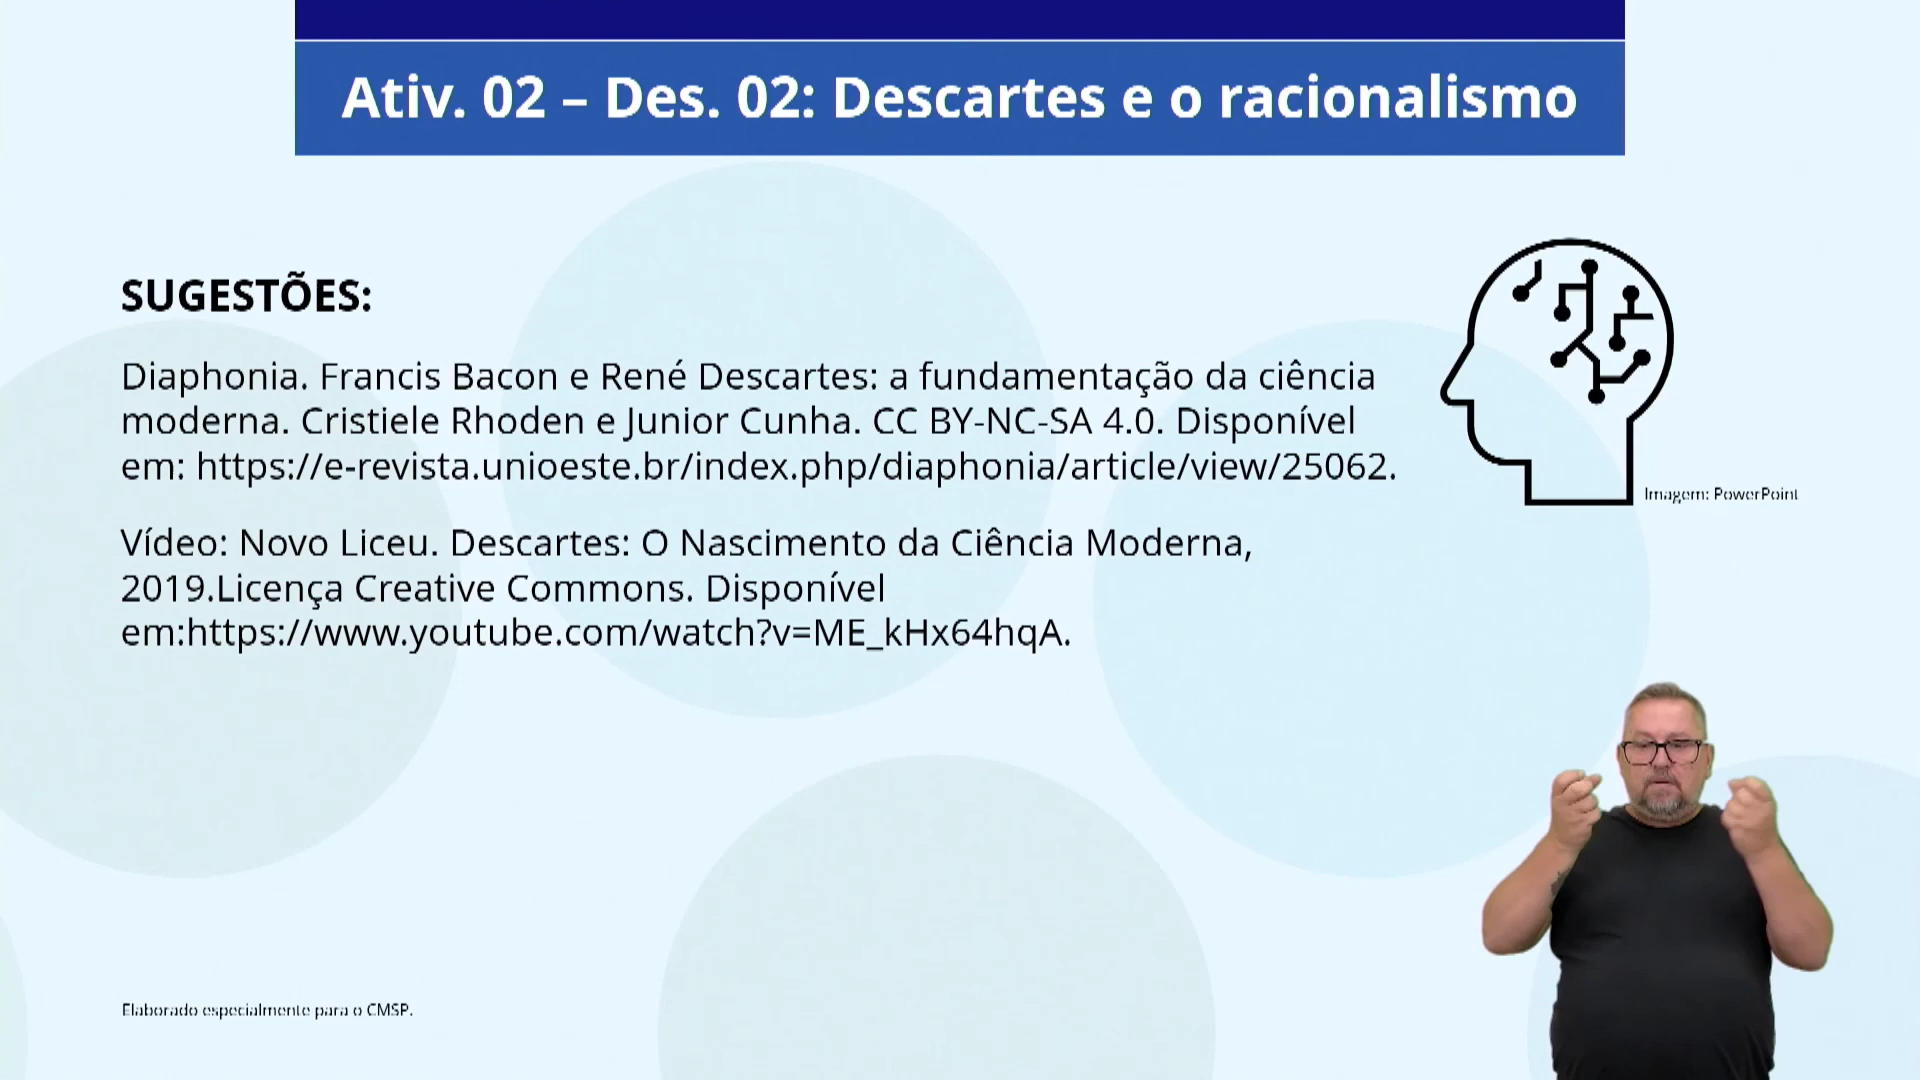 Ativ. 02 – Des. 02: Descartes e o racionalismo
SUGESTÕES:
Diaphonia. Francis Bacon e René Descartes: a fundamentação da ciência
moderna. Cristiele Rhoden e Junior Cunha. CC BY-NC-SA 4.0. Disponível
em: https://e-revista.unioeste.br/index.php/diaphonia/article/view/25062.
Imagem: PowerPoint
Vídeo: Novo Liceu. Descartes: O Nascimento da Ciência Moderna,
2019.Licença Creative Commons. Disponível
em:https://www.youtube.com/watch?v=ME_kHx64hqA.
Elaborado especialmente para o CMSP.